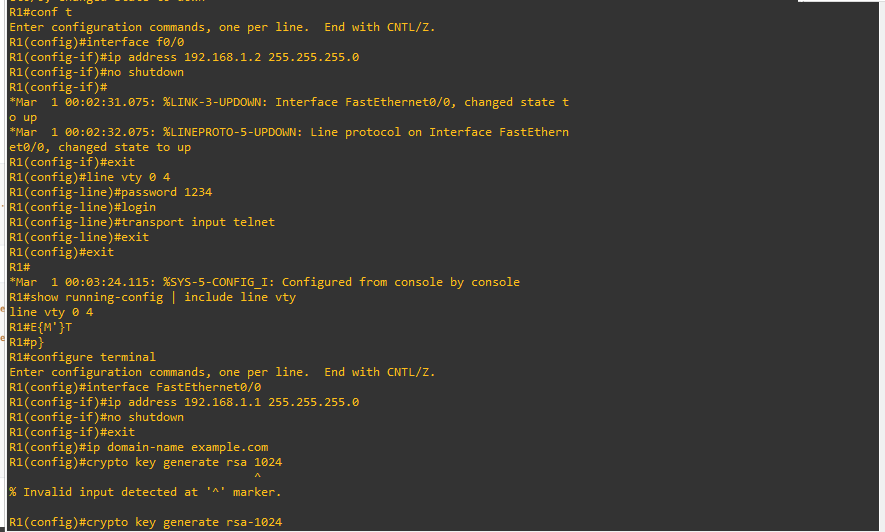 R1#conf t
Enter configuration commands, one per line.  End with CNTL/Z.
R1(config)#interface f0/0
R1(config-if)#ip address 192.168.1.2 255.255.255.0
R1(config-if)#no shutdown
R1(config-if)#
*Mar  1 00:02:31.075: %LINK-3-UPDOWN: Interface FastEthernet0/0, changed state t
o up
*Mar  1 00:02:32.075: %LINEPROTO-5-UPDOWN: Line protocol on Interface FastEthern
et0/0, changed state to up
R1(config-if)#exit
R1(config)#line vty 0 4
R1(config-line)#password 1234
R1(config-line)#login
R1(config-line)#transport input telnet
R1(config-line)#exit
R1(config)#exit
R1#
*Mar  1 00:03:24.115: %SYS-5-CONFIG_I: Configured from console by console
R1#show running-config | include line vty
line vty 0 4
R1#E{M'}T
R1#p}
R1#configure terminal
Enter configuration commands, one per line.  End with CNTL/Z.
R1(config)#interface FastEthernet0/0
R1(config-if)#ip address 192.168.1.1 255.255.255.0
R1(config-if)#no shutdown
R1(config-if)#exit
R1(config)#ip domain-name example.com
R1(config)#crypto key generate rsa 1024
                                  ^
% Invalid input detected at '^' marker.
R1(config)#crypto key generate rsa-1024